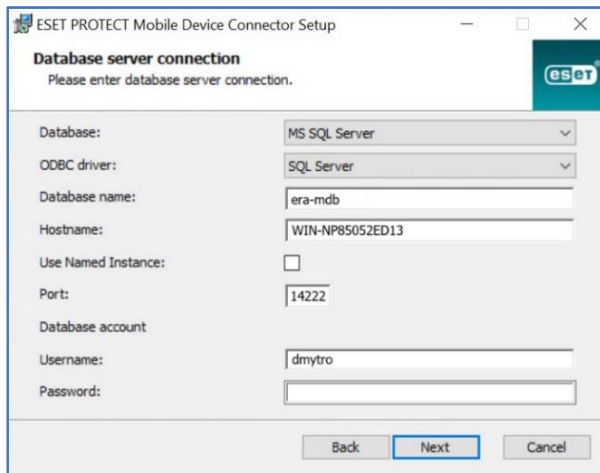 ESET PROTECT Mobile Device Connector Setup
Database server connection
Please enter database server connection.
eset
Database: MS SQL Server
ODBC driver: SQL Server
Database name: era-mdb
Hostname: WIN-NP85052ED13
Use Named Instance:
Port: 14222
Database account
Username: dmytro
Password:
Back Next Cancel